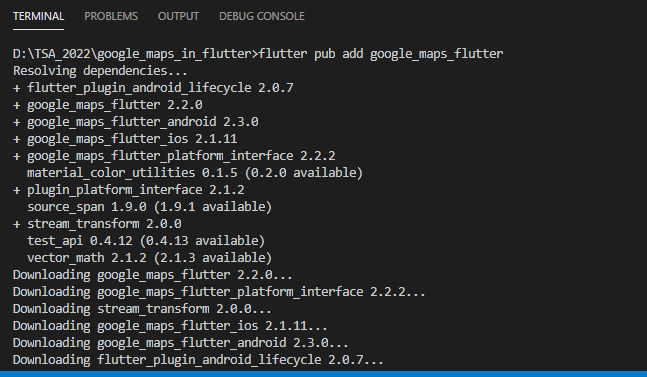 TERMINAL PROBLEMS OUTPUT DEBUG CONSOLE
D:\TSA_2022\google_maps_in_flutter>flutter pub add google_maps_flutter
Resolving dependencies...
+ flutter_plugin_android_lifecycle 2.0.7
+ google_maps_flutter 2.2.0
+ google_maps_flutter_android 2.3.0
+ google_maps_flutter_ios 2.1.11
+ google_maps_flutter_platform_interface 2.2.2
  material_color_utilities 0.1.5 (0.2.0 available)
+ plugin_platform_interface 2.1.2
  source_span 1.9.0 (1.9.1 available)
+ stream_transform 2.0.0
  test_api 0.4.12 (0.4.13 available)
  vector_math 2.1.2 (2.1.3 available)
Downloading google_maps_flutter 2.2.0...
Downloading google_maps_flutter_platform_interface 2.2.2...
Downloading stream_transform 2.0.0...
Downloading google_maps_flutter_ios 2.1.11...
Downloading google_maps_flutter_android 2.3.0...
Downloading flutter_plugin_android_lifecycle 2.0.7...